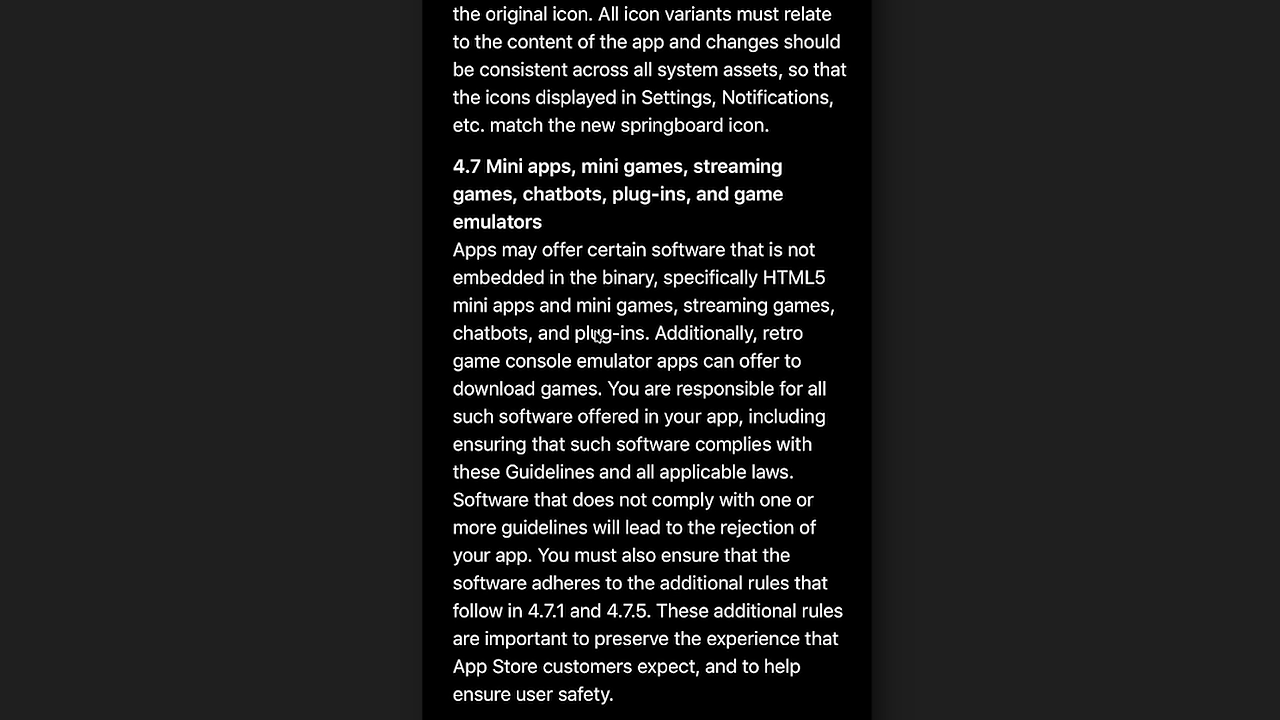 the original icon. All icon variants must relate
to the content of the app and changes should
be consistent across all system assets, so that
the icons displayed in Settings, Notifications,
etc. match the new springboard icon.
4.7 Mini apps, mini games, streaming
games, chatbots, plug-ins, and game
emulators
Apps may offer certain software that is not
embedded in the binary, specifically HTML5
mini apps and mini games, streaming games,
chatbots, and plug-ins. Additionally, retro
game console emulator apps can offer to
download games. You are responsible for all
such software offered in your app, including
ensuring that such software complies with
these Guidelines and all applicable laws.
Software that does not comply with one or
more guidelines will lead to the rejection of
your app. You must also ensure that the
software adheres to the additional rules that
follow in 4.7.1 and 4.7.5. These additional rules
are important to preserve the experience that
App Store customers expect, and to help
ensure user safety.